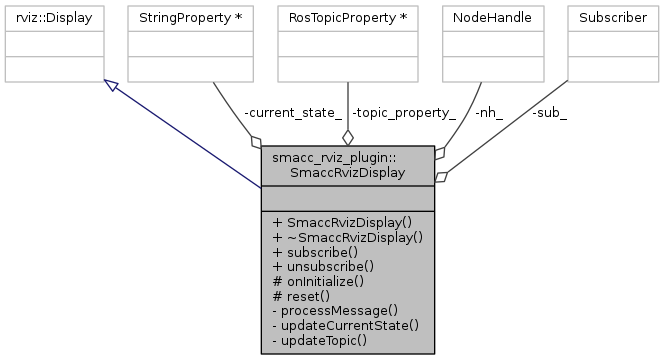 rviz::Display
StringProperty *
RosTopicProperty *
NodeHandle
Subscriber
-current_state_
-topic_property_
-nh_
-sub_
smacc_rviz_plugin::
SmaccRvizDisplay
+ SmaccRvizDisplay()
+ ~SmaccRvizDisplay()
+ subscribe()
+ unsubscribe()
# onInitialize()
# reset()
- processMessage()
- updateCurrentState()
- updateTopic()